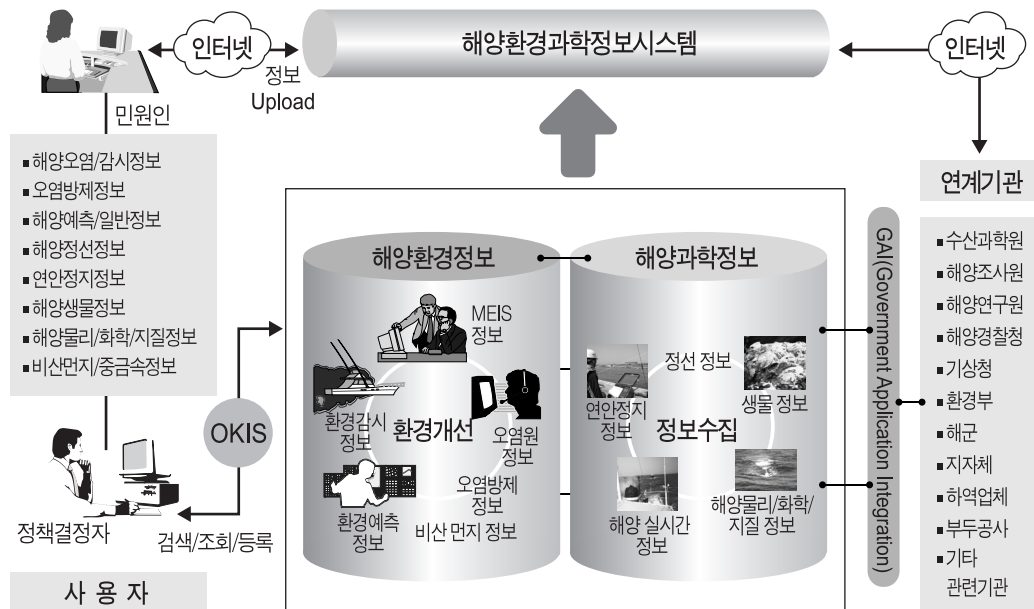 인터넷
해양환경과학정보시스템
인터넷
정보
Upload
민원인
▪해양오염/감시정보
▪오염방제정보
▪해양예측/일반정보
▪해양정선정보
▪연안정지정보
▪해양생물정보
▪해양물리/화학/지질정보
▪비산먼지/중금속정보
OKIS
정책결정자
검색/조회/등록
사 용 자
해양환경정보
MEIS
정보
환경감시
정보
환경개선
오염원
정보
오염방제
정보
환경예측
정보
비산 먼지 정보
해양과학정보
정선 정보
연안정지
정보
생물 정보
정보수집
해양 실시간
정보
해양물리/화학/
지질 정보
GAI(Government Application Integration)
연계기관
▪수산과학원
▪해양조사원
▪해양연구원
▪해양경찰청
▪기상청
▪환경부
▪해군
▪지자체
▪하역업체
▪부두공사
▪기타
관련기관